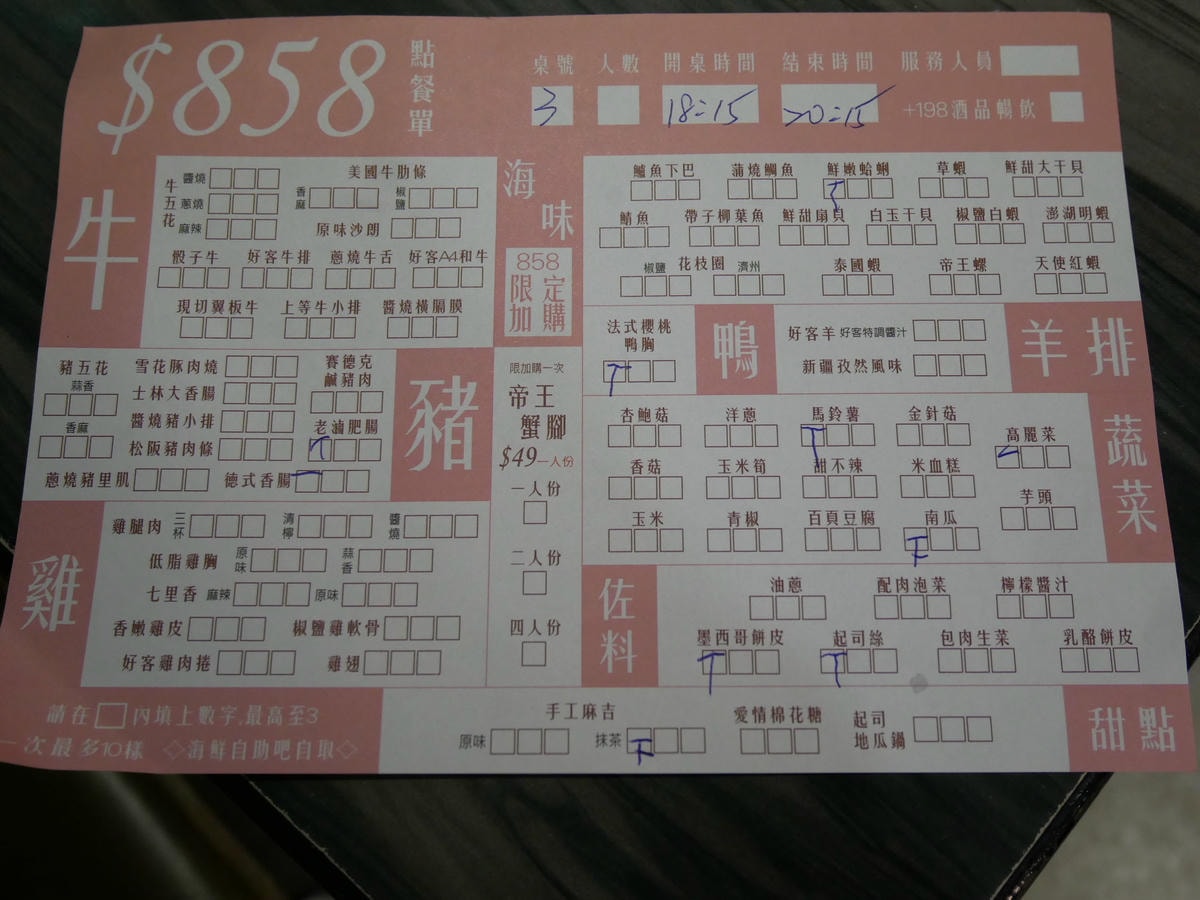 $858
點餐單
桌號 人數 開桌時間 结束時間 服務人員
3 18:15 20:15
+198酒品暢飲
牛
牛五花
醬燒
蔥燒
麻辣
美國牛肋條
香麻 椒鹽
原味沙朗
骰子牛 好客牛排 蔥燒牛舌 好客A4和牛
現切翼板牛 上等牛小排 醬燒橫膈膜
海味
鱸魚下巴 蒲燒鯛魚 鮮嫩蛤蜊 草蝦 鮮甜大干貝
鯖魚 帶子柳葉魚 鮮甜扇貝 白玉干貝 椒鹽白蝦 澎湖明蝦
椒鹽 花枝圈 濟州 泰國蝦 帝王螺 天使紅蝦
858
限定
加購
限加購一次
帝王
蟹腳
$49一人份
一人份
二人份
四人份
豬
豬五花
蒜香
香麻
雪花豚肉燒
士林大香腸
醬燒豬小排
松阪豬肉條
賽德克
鹹豬肉
老滷肥腸
蔥燒豬里肌 德式香腸
法式櫻桃
鴨胸
鴨
好客羊 好客特調醬汁
新疆孜然風味
羊排
雞
雞腿肉 三杯 清檸 醬燒
低脂雞胸 原味 蒜香
七里香 麻辣 原味
香嫩雞皮 椒鹽雞軟骨
好客雞肉捲 雞翅
杏鮑菇 洋蔥 馬鈴薯 金針菇
高麗菜
香菇 玉米筍 甜不辣 米血糕
芋頭
玉米 青椒 百頁豆腐 南瓜
蔬菜
佐料
油蔥 配肉泡菜 檸檬醬汁
墨西哥餅皮 起司絲 包肉生菜 乳酪餅皮
請在□內填上數字,最高至3
一次最多10樣 ◇海鮮自助吧自取◇
手工麻吉
原味 抹茶
愛情棉花糖
起司
地瓜鍋
甜點